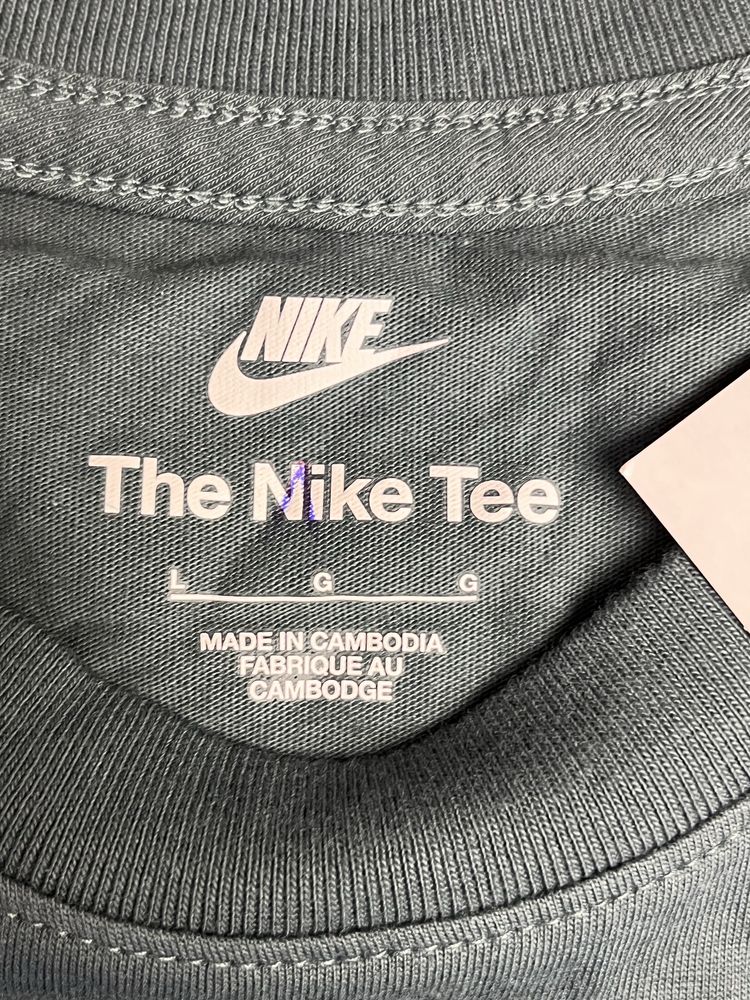 NIKE
The Nike Tee
L G G
MADE IN CAMBODIA
FABRIQUE AU
CAMBODGE